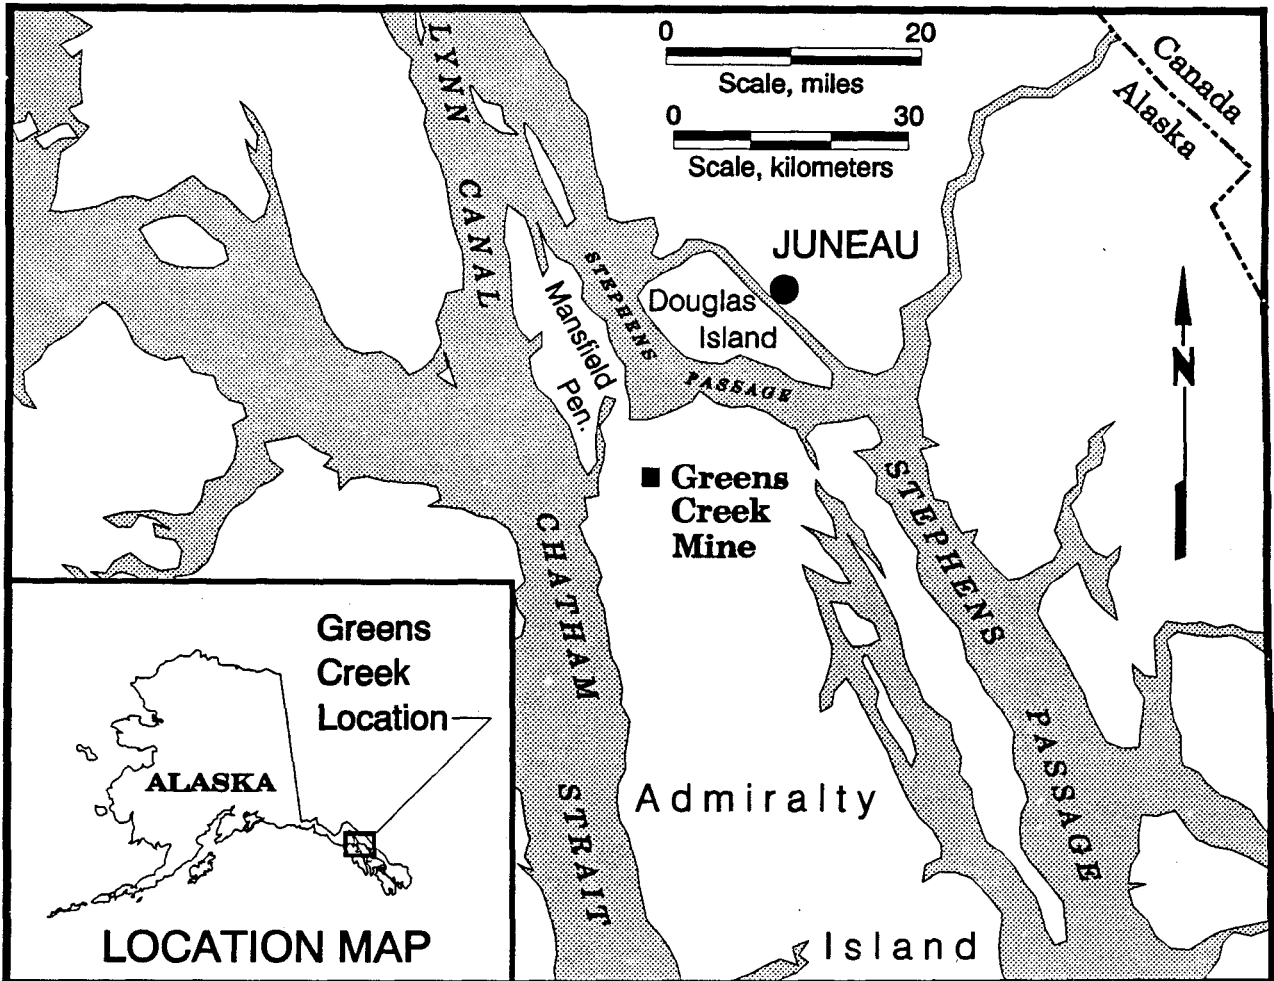 0 20
Scale, miles
0 30
Scale, kilometers
Canada
Alaska
LYNN
CANAL
JUNEAU
STEPHENS
PASSAGE
Douglas
Island
Mansfield
Pen.
N
Greens
Creek
Mine
STEPHENS
PASSAGE
CHATHAM
STRAIT
Admiralty
Island
Greens
Creek
Location
ALASKA
LOCATION MAP